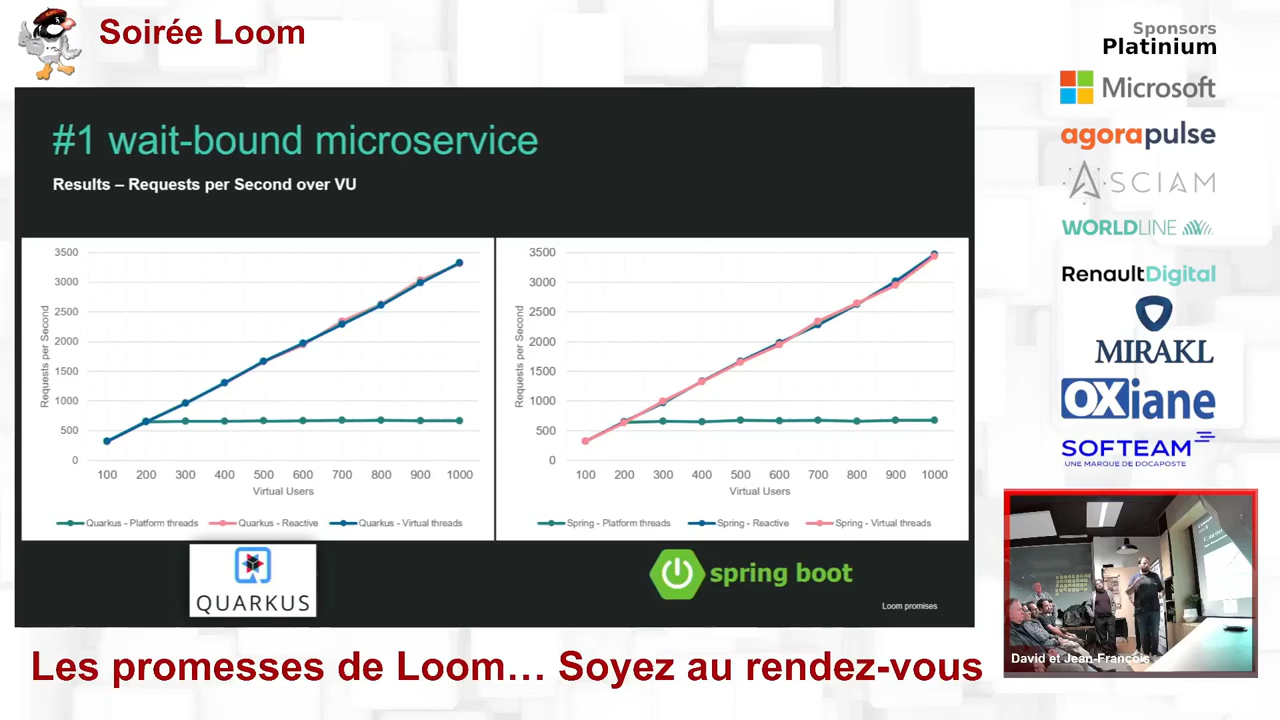 Soirée Loom
Sponsors
Platinium
Microsoft
agorapulse
ASCIAM
WORLDLINE
RenaultDigital
MIRAKL
OXiane
SOFTEAM
UNE MARQUE DE DOCAPOSTE
#1 wait-bound microservice
Results – Requests per Second over VU
3500
3000
2500
2000
1500
1000
500
0
Requests per Second
100 200 300 400 500 600 700 800 900 1000
Virtual Users
Quarkus - Platform threads Quarkus - Reactive Quarkus - Virtual threads
3500
3000
2500
2000
1500
1000
500
0
Requests per Second
100 200 300 400 500 600 700 800 900 1000
Virtual Users
Spring - Platform threads Spring - Reactive Spring - Virtual threads
QUARKUS
spring boot
Loom promises
David et Jean-François
Les promesses de Loom… Soyez au rendez-vous